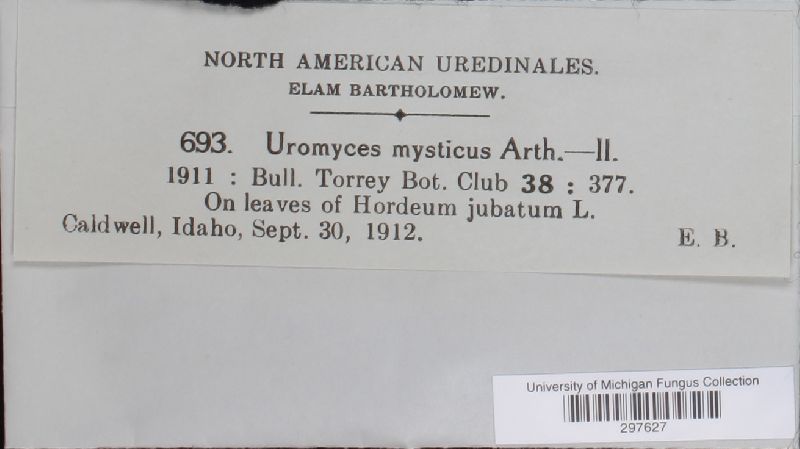 NORTH AMERICAN UREDINALES.
ELAM BARTHOLOMEW.
693. Uromyces mysticus Arth.—II.
1911 : Bull. Torrey Bot. Club 38 : 377.
On leaves of Hordeum jubatum L.
Caldwell, Idaho, Sept. 30, 1912. E. B.
University of Michigan Fungus Collection
297627